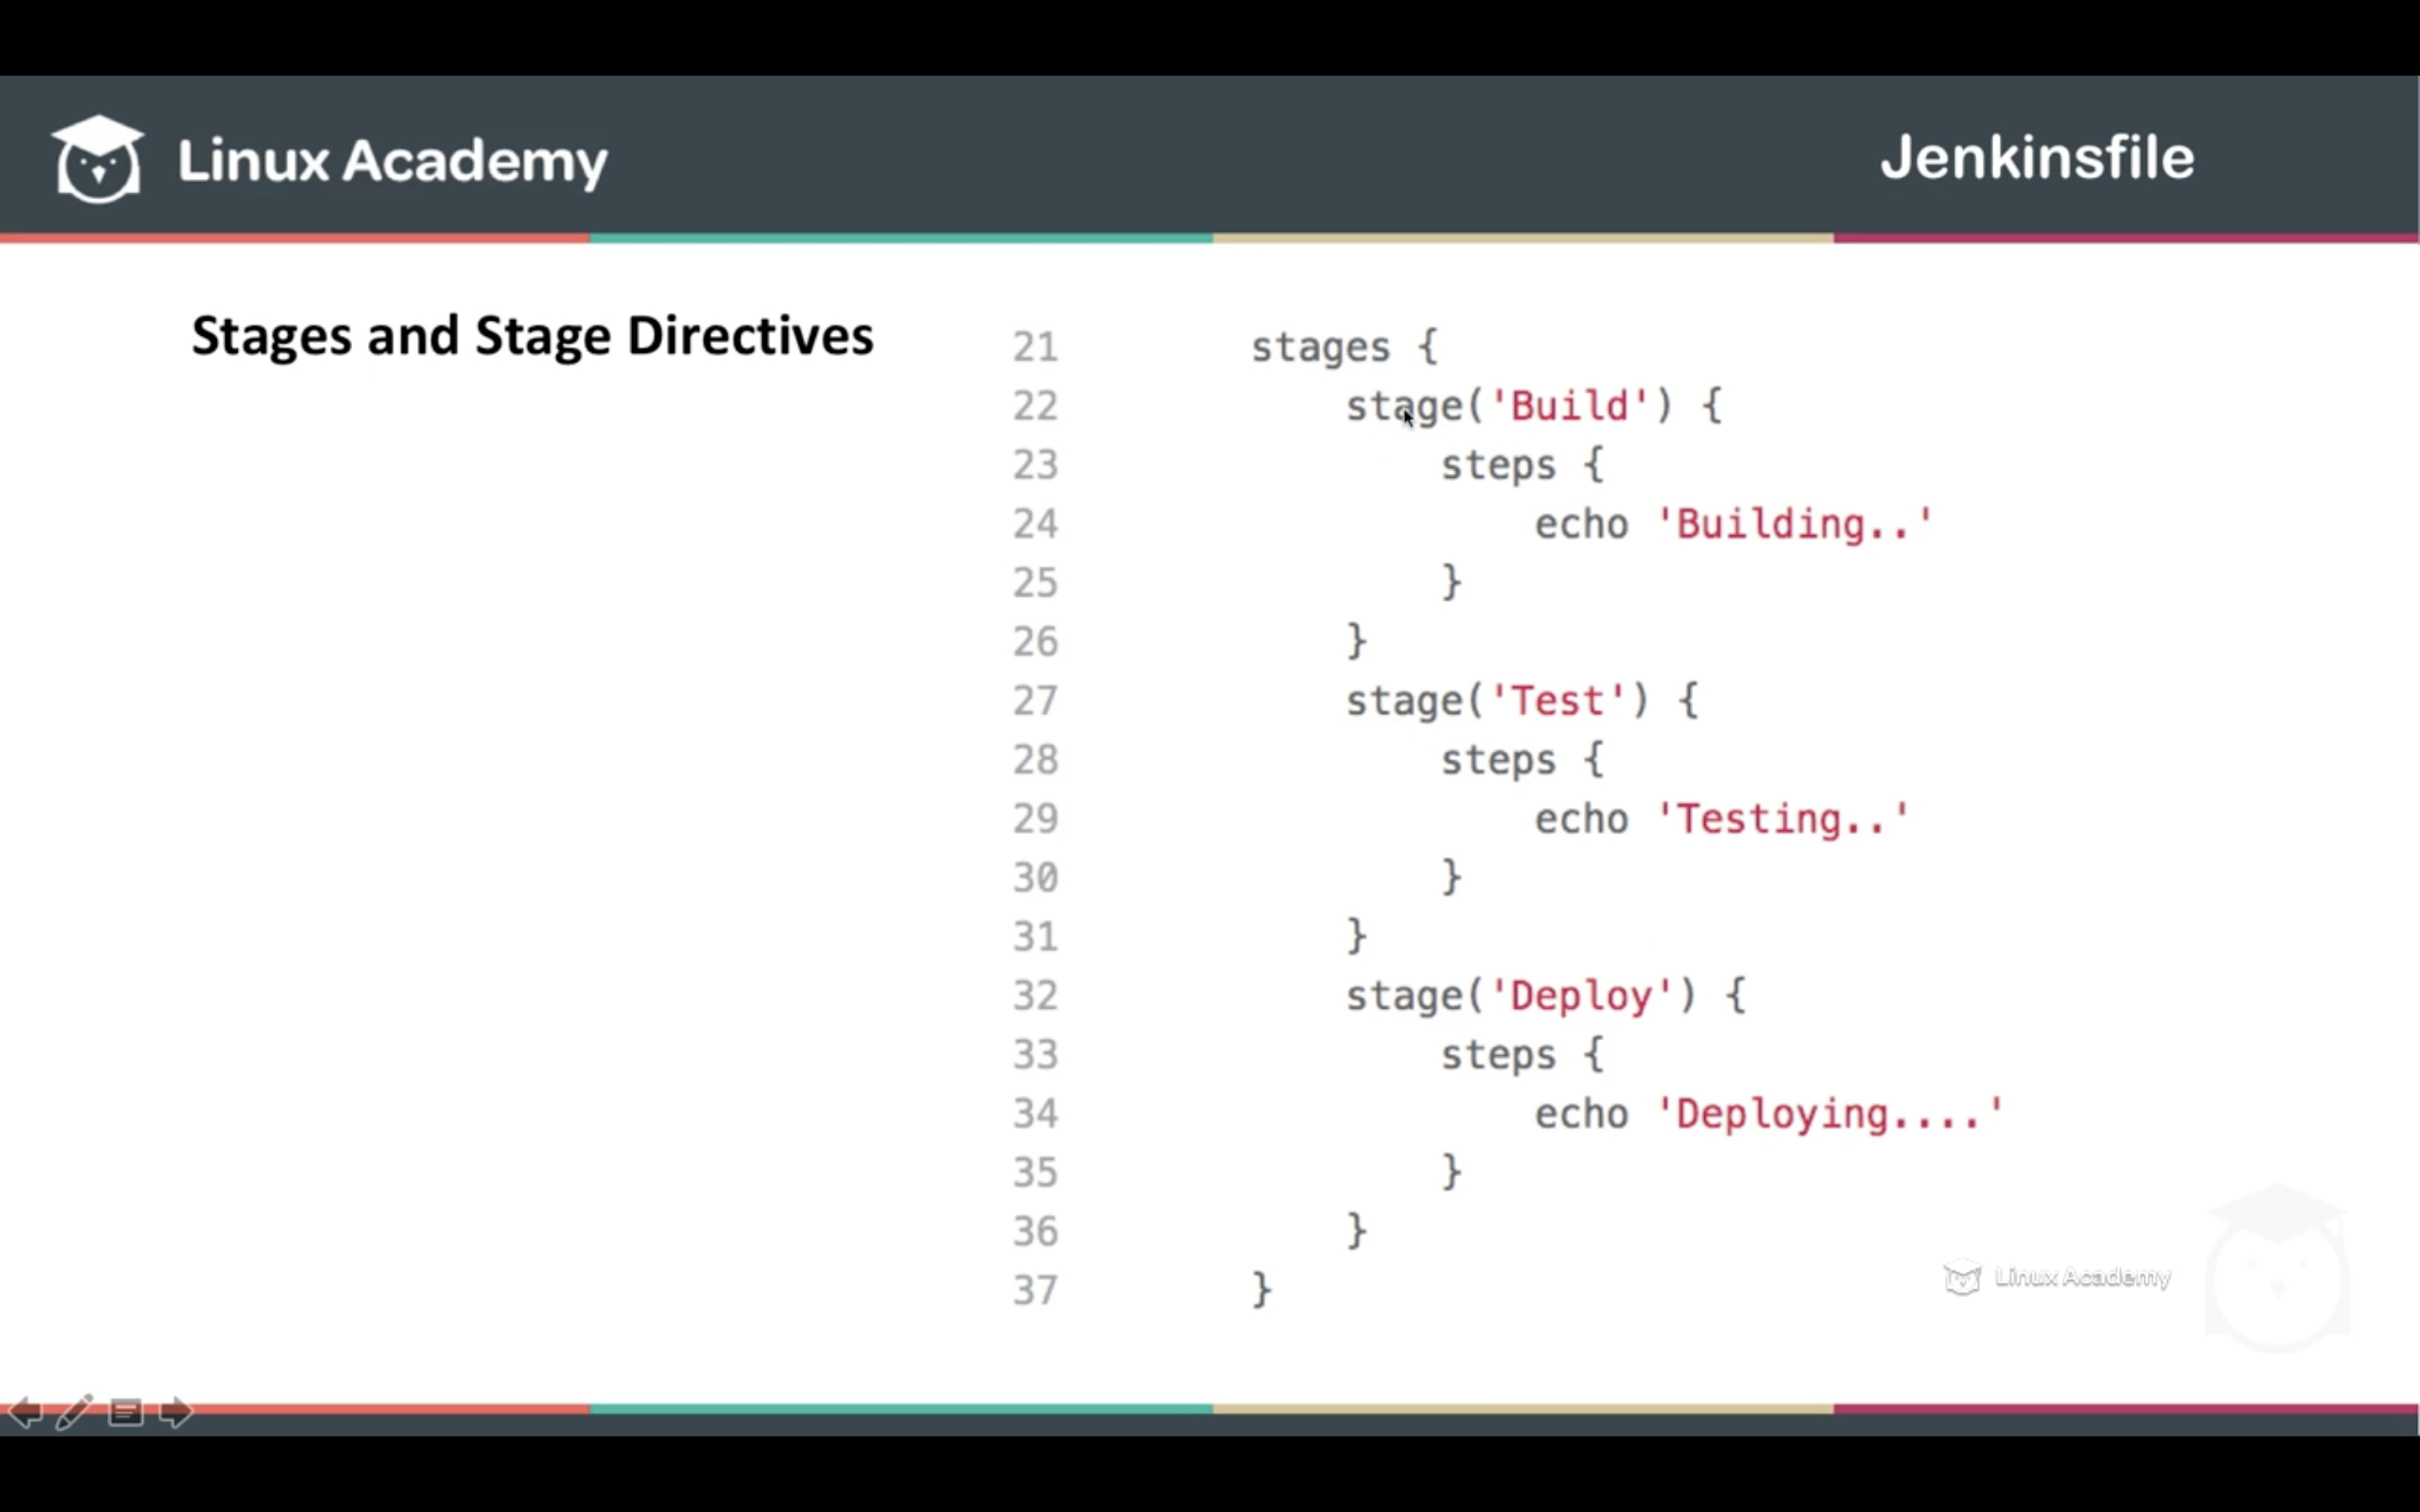 Linux Academy
Jenkinsfile
Stages and Stage Directives
21 stages {
22     stage('Build') {
23         steps {
24             echo 'Building..'
25         }
26     }
27     stage('Test') {
28         steps {
29             echo 'Testing..'
30         }
31     }
32     stage('Deploy') {
33         steps {
34             echo 'Deploying....'
35         }
36     }
37 }
Linux Academy